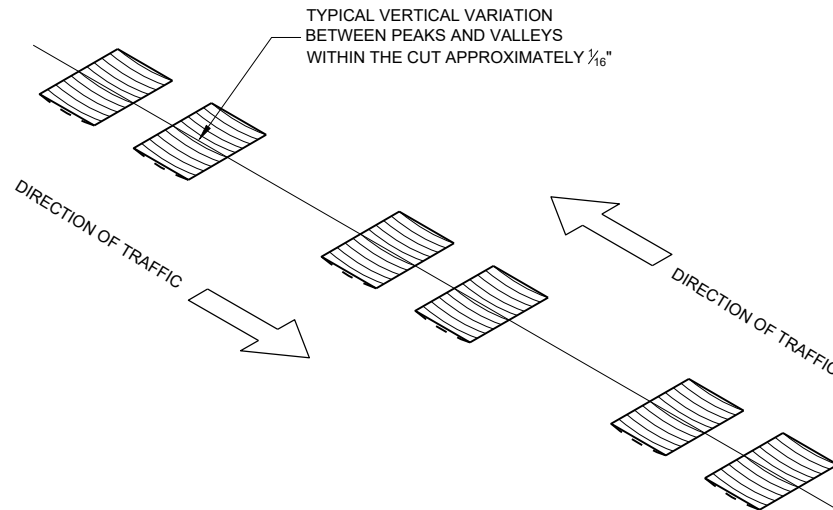 TYPICAL VERTICAL VARIATION
BETWEEN PEAKS AND VALLEYS
WITHIN THE CUT APPROXIMATELY 1⁄16"
DIRECTION OF TRAFFIC
DIRECTION OF TRAFFIC